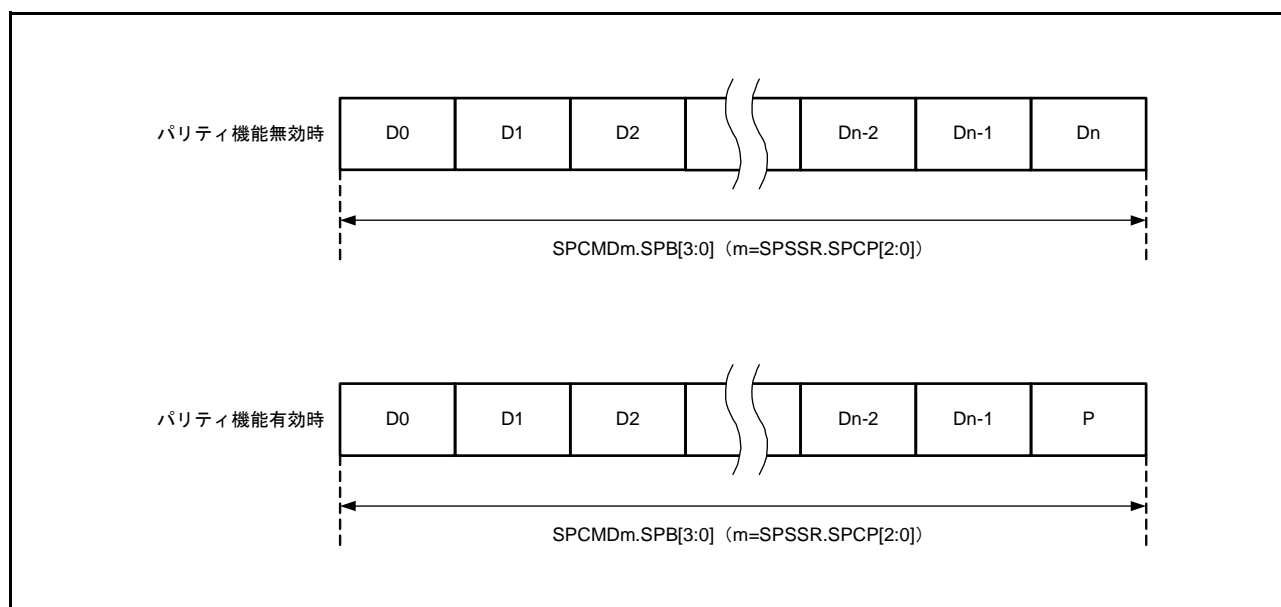 パリティ機能無効時 D0 D1 D2 Dn-2 Dn-1 Dn
SPCMDm.SPB[3:0]（m=SPSSR.SPCP[2:0]）
パリティ機能有効時 D0 D1 D2 Dn-2 Dn-1 P
SPCMDm.SPB[3:0]（m=SPSSR.SPCP[2:0]）